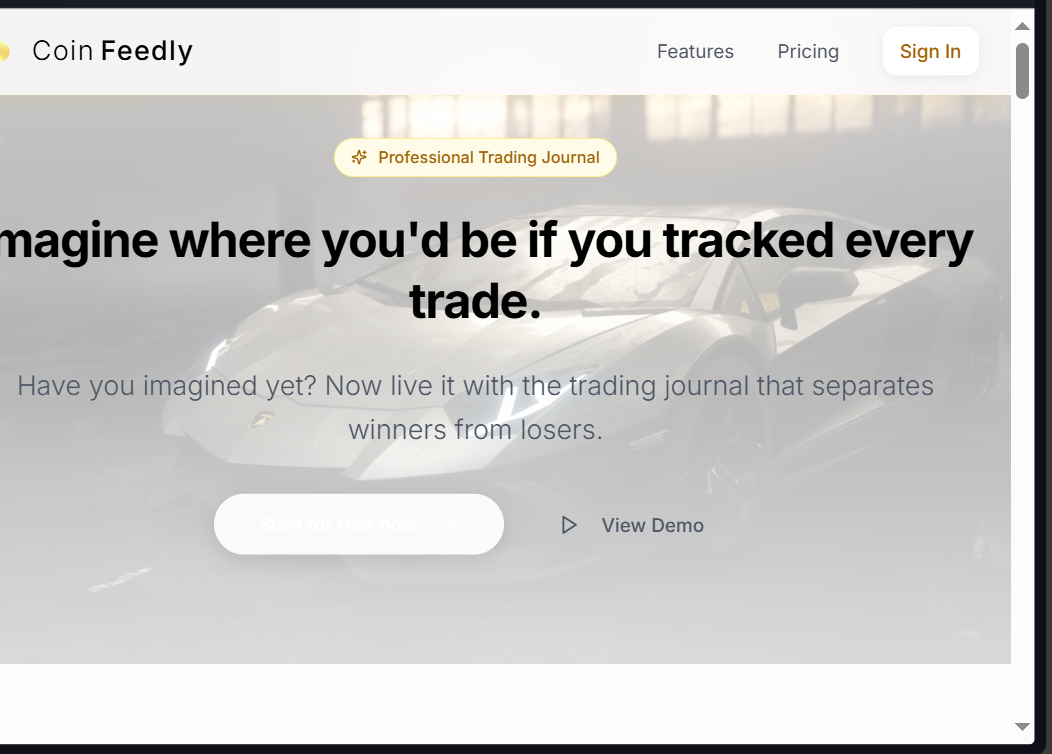 Coin Feedly
Features
Pricing
Sign In
Professional Trading Journal
magine where you'd be if you tracked every
trade.
Have you imagined yet? Now live it with the trading journal that separates
winners from losers.
Start for free now
View Demo